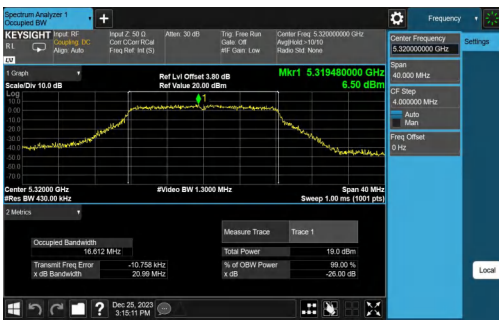 Spectrum Analyzer 1
Occupied BW
+
Frequency
KEYSIGHT
RL
Input: RF
Coupling: DC
Align: Auto
Input Z: 50 Ω
Corr CCorr RCal
Freq Ref: Int (S)
Atten: 30 dB
Trig: Free Run
Gate: Off
#IF Gain: Low
Center Freq: 5.320000000 GHz
Avg|Hold:>10/10
Radio Std: None
LV
Center Frequency
5.320000000 GHz
Settings
Span
40.000 MHz
CF Step
4.000000 MHz
Auto
Man
Freq Offset
0 Hz
Local
1 Graph
Scale/Div 10.0 dB
Ref Lvl Offset 3.80 dB
Ref Value 20.00 dBm
Mkr1 5.319480000 GHz
6.50 dBm
Log
10.0
0.00
-10.0
-20.0
-30.0
-40.0
-50.0
-60.0
-70.0
1
Center 5.32000 GHz
#Res BW 430.00 kHz
#Video BW 1.3000 MHz
Span 40 MHz
Sweep 1.00 ms (1001 pts)
2 Metrics
Measure Trace
Trace 1
Occupied Bandwidth
16.612 MHz
Total Power
19.0 dBm
Transmit Freq Error
-10.758 kHz
% of OBW Power
99.00 %
x dB Bandwidth
20.99 MHz
x dB
-26.00 dB
?
Dec 25, 2023
3:15:11 PM